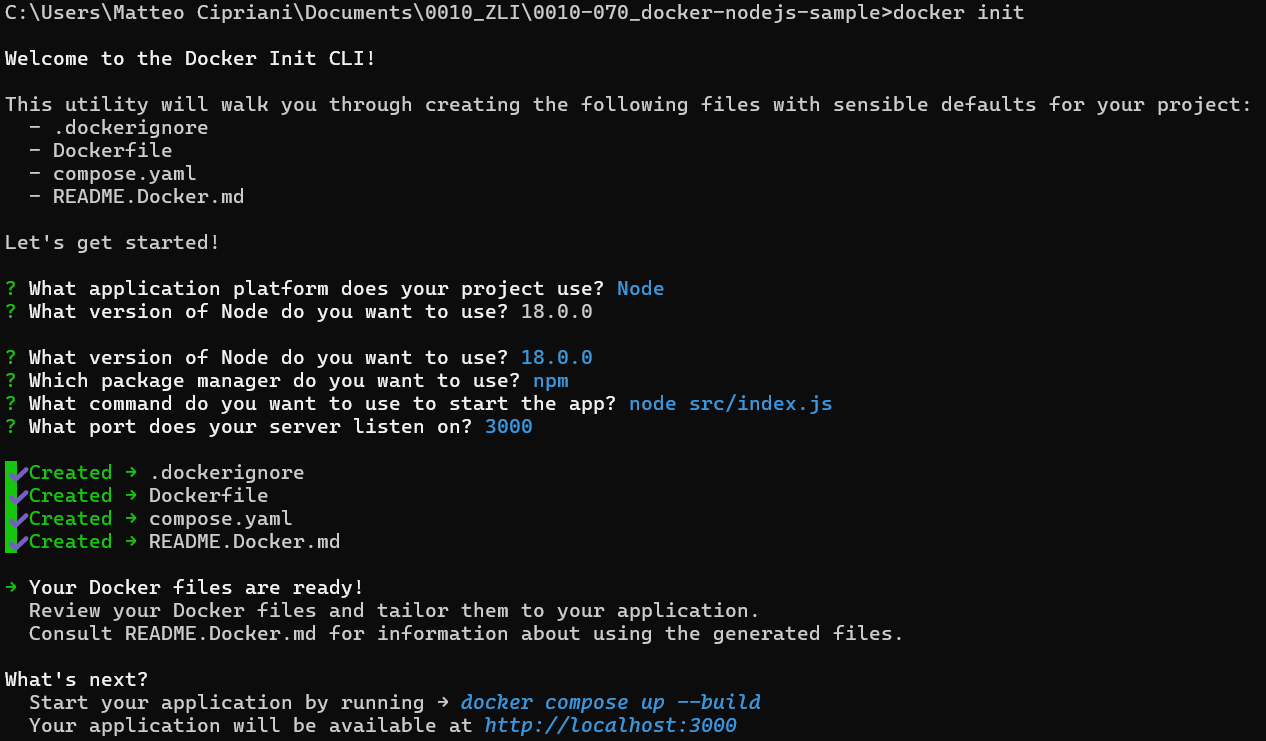 C:\Users\Matteo Cipriani\Documents\0010_ZLI\0010-070_docker-nodejs-sample>docker init
Welcome to the Docker Init CLI!
This utility will walk you through creating the following files with sensible defaults for your project:
- .dockerignore
- Dockerfile
- compose.yaml
- README.Docker.md
Let's get started!
? What application platform does your project use? Node
? What version of Node do you want to use? 18.0.0
? What version of Node do you want to use? 18.0.0
? Which package manager do you want to use? npm
? What command do you want to use to start the app? node src/index.js
? What port does your server listen on? 3000
✔Created → .dockerignore
✔Created → Dockerfile
✔Created → compose.yaml
✔Created → README.Docker.md
→ Your Docker files are ready!
Review your Docker files and tailor them to your application.
Consult README.Docker.md for information about using the generated files.
What's next?
Start your application by running → docker compose up --build
Your application will be available at http://localhost:3000